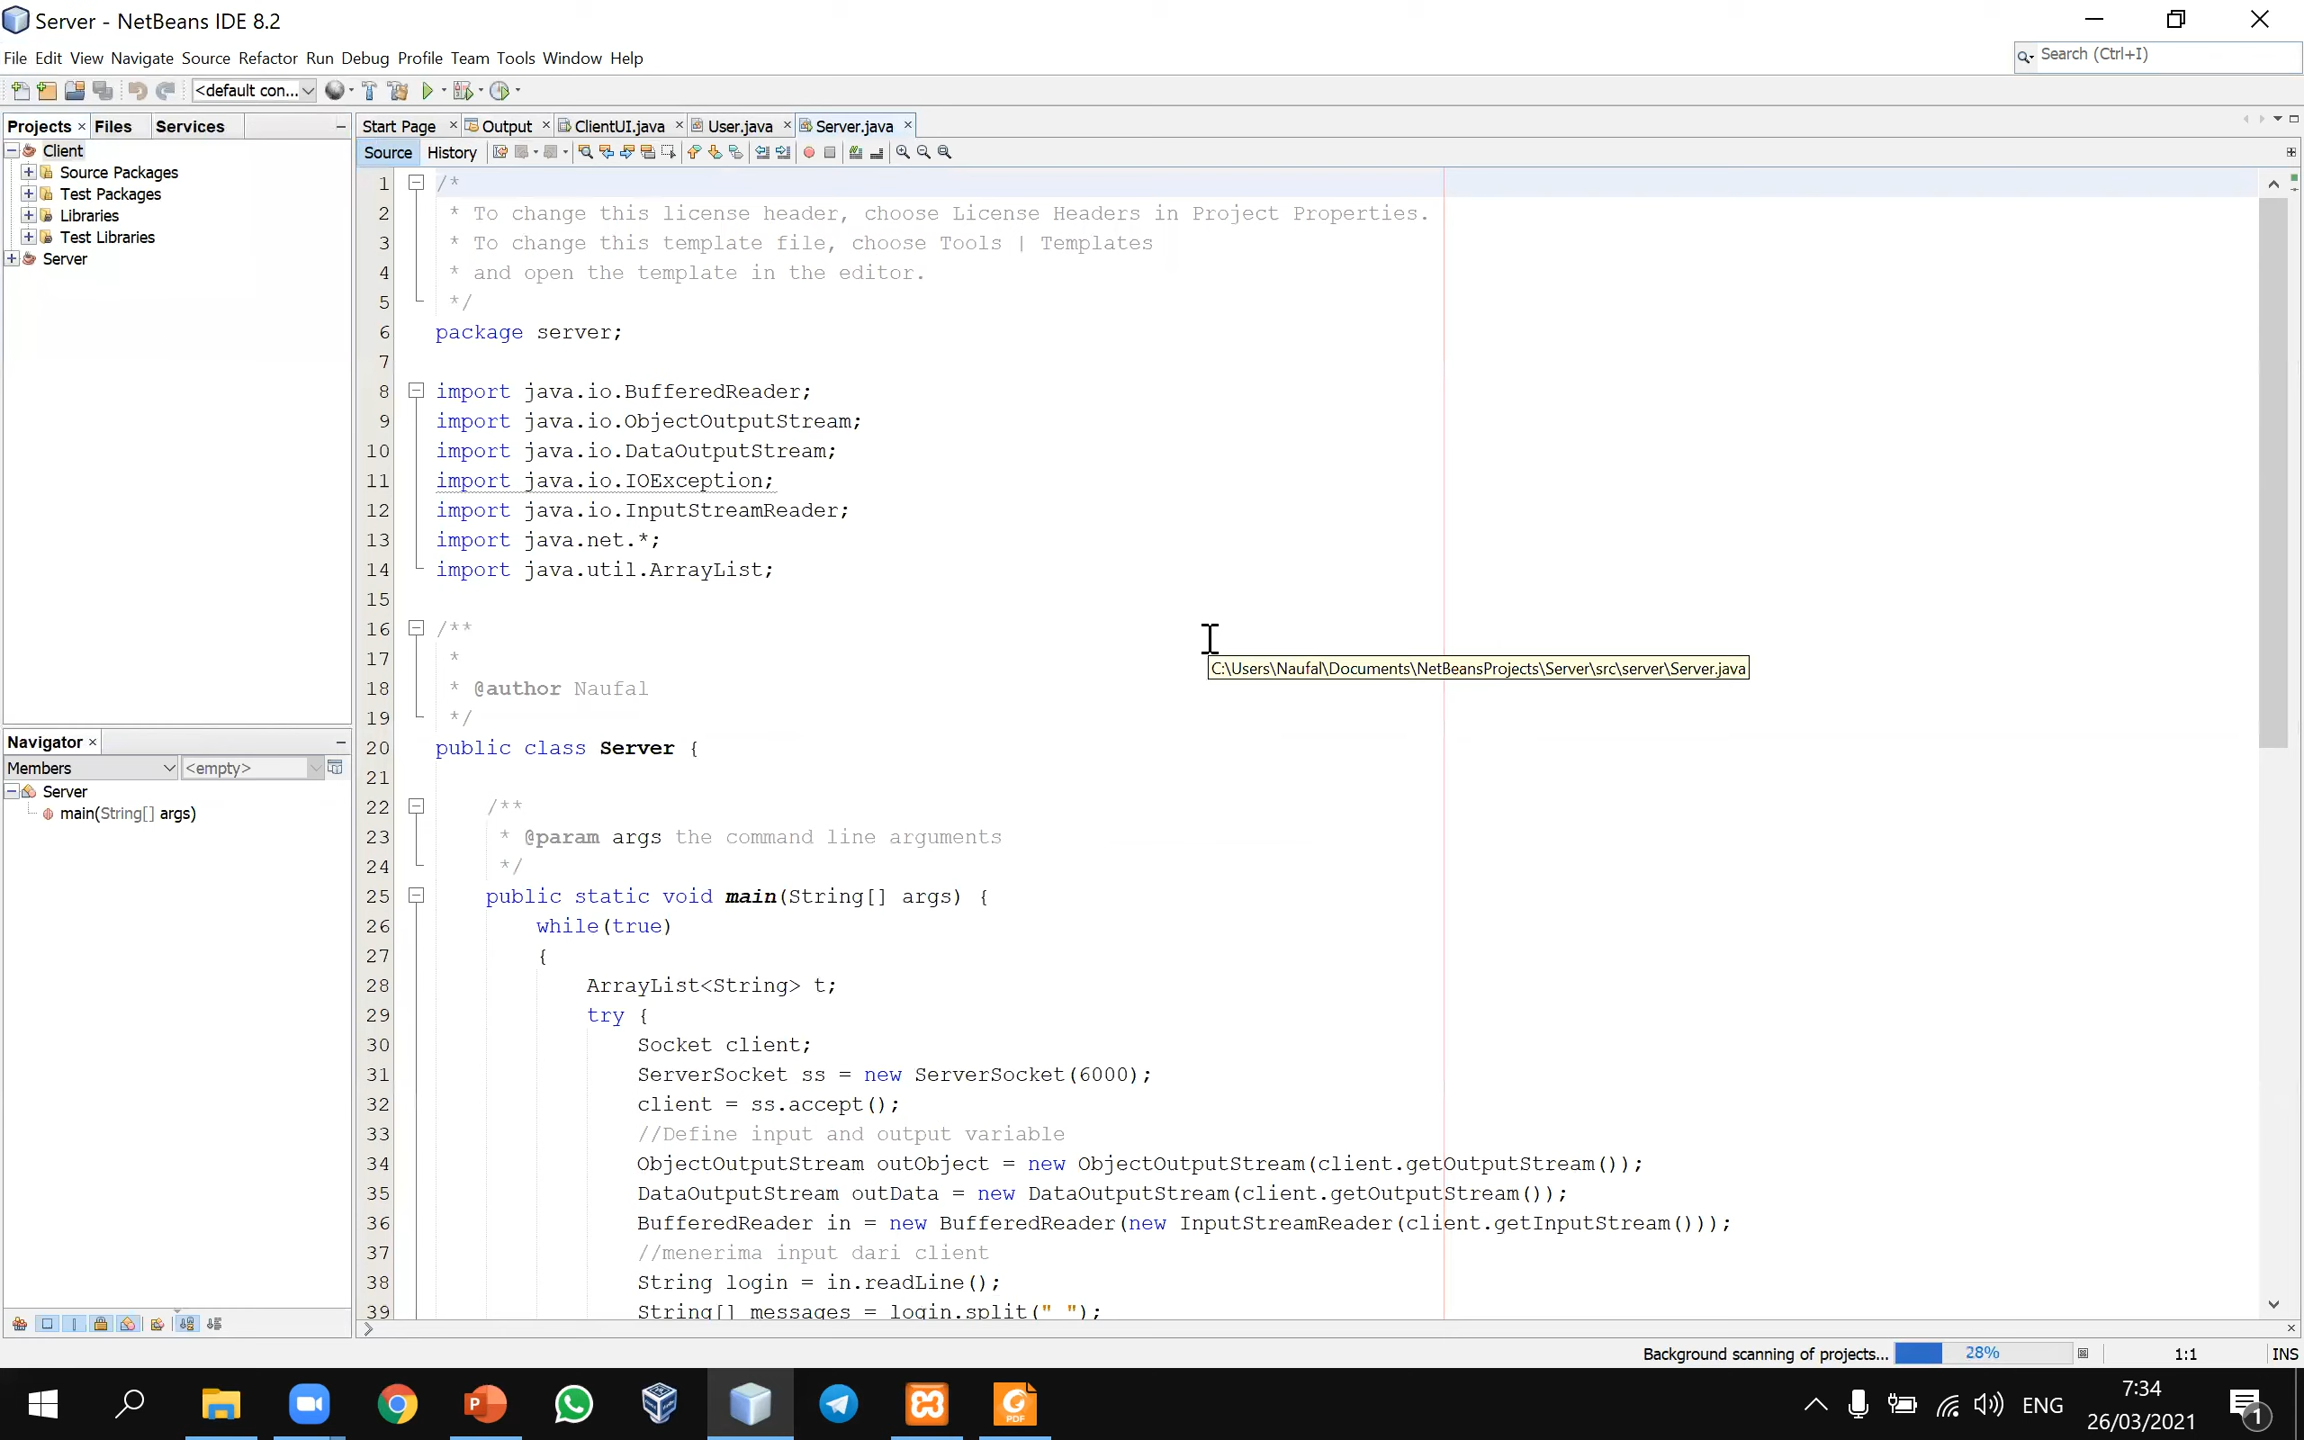 Server - NetBeans IDE 8.2
File Edit View Navigate Source Refactor Run Debug Profile Team Tools Window Help
Search (Ctrl+I)
<default con...
Projects Files Services
Client
Source Packages
Test Packages
Libraries
Test Libraries
Server
Navigator
Members <empty>
Server
main(String[] args)
Start Page Output ClientUI.java User.java Server.java
Source History
1 /*
2 * To change this license header, choose License Headers in Project Properties.
3 * To change this template file, choose Tools | Templates
4 * and open the template in the editor.
5 */
6 package server;
7
8 import java.io.BufferedReader;
9 import java.io.ObjectOutputStream;
10 import java.io.DataOutputStream;
11 import java.io.IOException;
12 import java.io.InputStreamReader;
13 import java.net.*;
14 import java.util.ArrayList;
15
16 /**
17 *
18 * @author Naufal
19 */
20 public class Server {
21
22 /**
23 * @param args the command line arguments
24 */
25 public static void main(String[] args) {
26 while(true)
27 {
28 ArrayList<String> t;
29 try {
30 Socket client;
31 ServerSocket ss = new ServerSocket(6000);
32 client = ss.accept();
33 //Define input and output variable
34 ObjectOutputStream outObject = new ObjectOutputStream(client.getOutputStream());
35 DataOutputStream outData = new DataOutputStream(client.getOutputStream());
36 BufferedReader in = new BufferedReader(new InputStreamReader(client.getInputStream()));
37 //menerima input dari client
38 String login = in.readLine();
39 String[] messages = login.split(" ");
C:\Users\Naufal\Documents\NetBeansProjects\Server\src\server\Server.java
Background scanning of projects... 28% 1:1 INS
ENG
7:34
26/03/2021
1
PDF